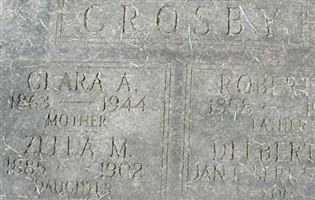 CROSBY
CLARA A.
1863 — 1944
MOTHER
ZELLA M.
1885 — 1902
DAUGHTER
ROBERT
FATHER
DELBERT